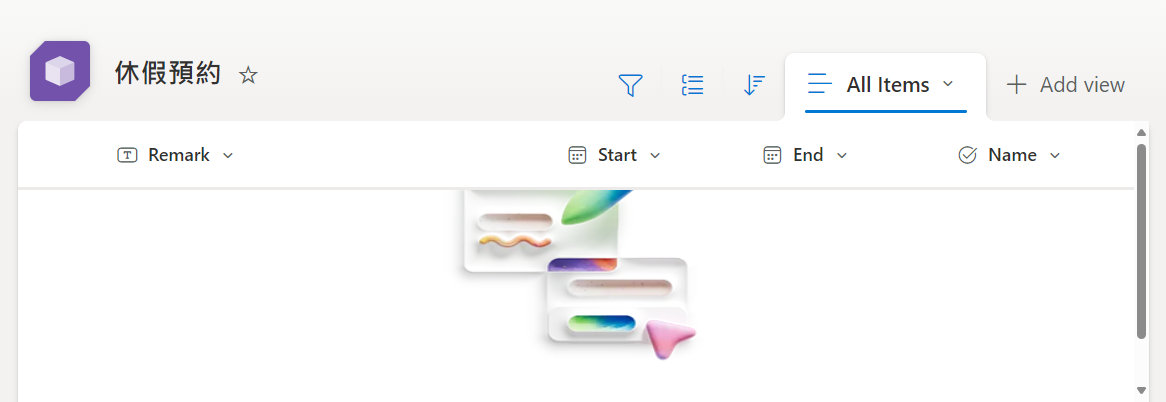 休假預約
All Items
Add view
Remark
Start
End
Name